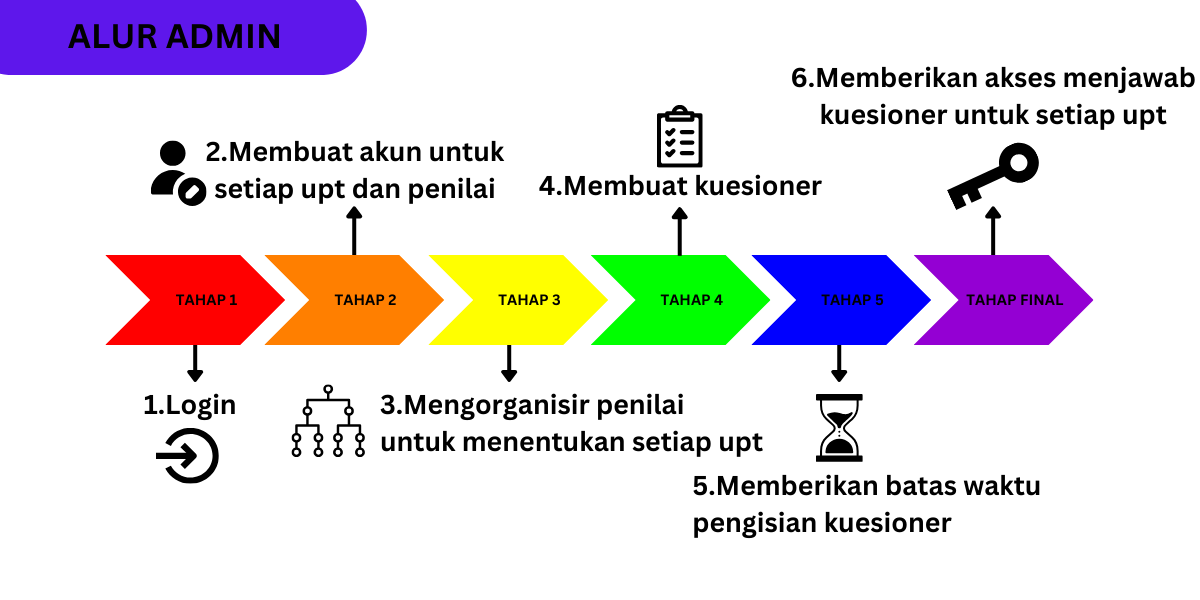 ALUR ADMIN
6.Memberikan akses menjawab
kuesioner untuk setiap upt
2.Membuat akun untuk
setiap upt dan penilai
4.Membuat kuesioner
TAHAP 1
TAHAP 2
TAHAP 3
TAHAP 4
TAHAP 5
TAHAP FINAL
1.Login
3.Mengorganisir penilai
untuk menentukan setiap upt
5.Memberikan batas waktu
pengisian kuesioner